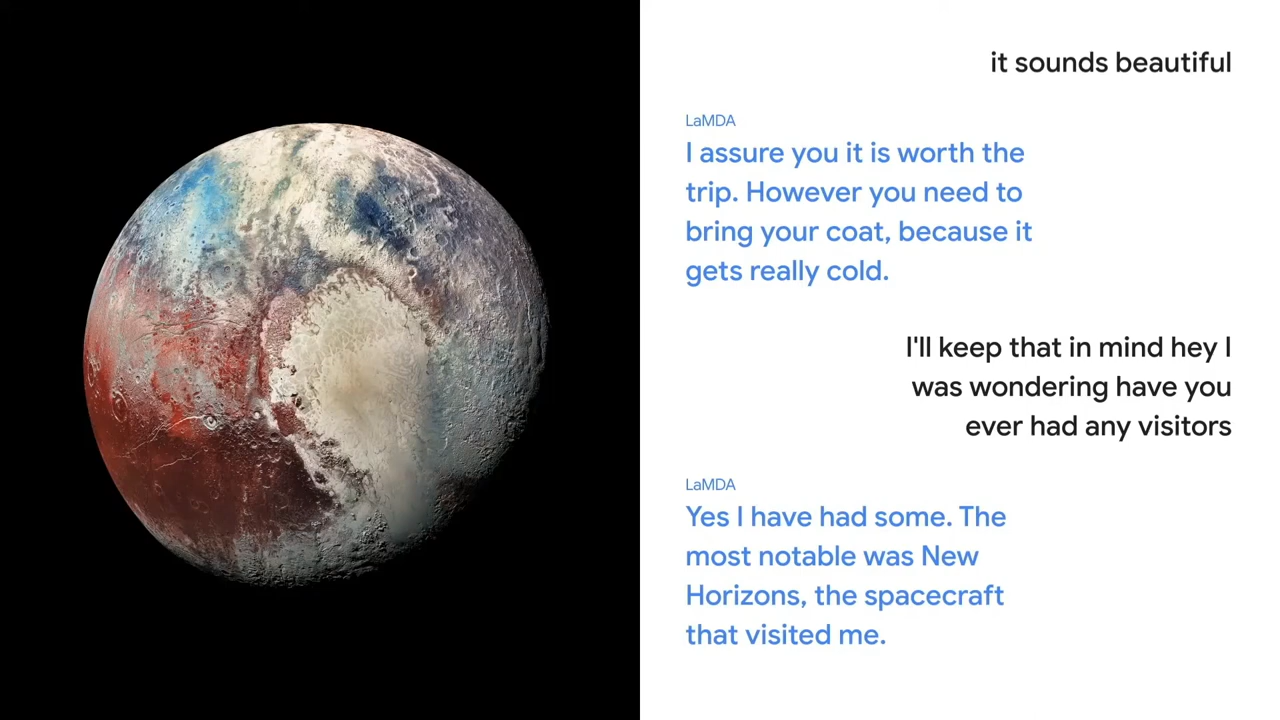 it sounds beautiful
LaMDA
I assure you it is worth the
trip. However you need to
bring your coat, because it
gets really cold.
I'll keep that in mind hey I
was wondering have you
ever had any visitors
LaMDA
Yes I have had some. The
most notable was New
Horizons, the spacecraft
that visited me.